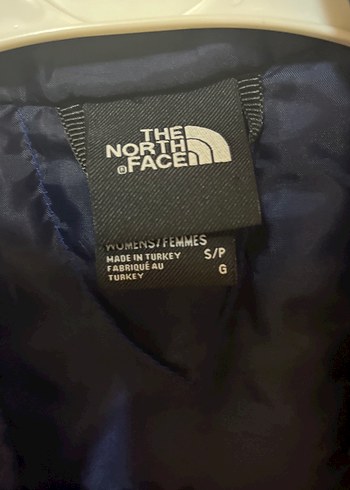 THE
NORTH
®FACE
WOMENS/FEMMES
MADE IN TURKEY S/P
FABRIQUÉ AU
TURKEY G